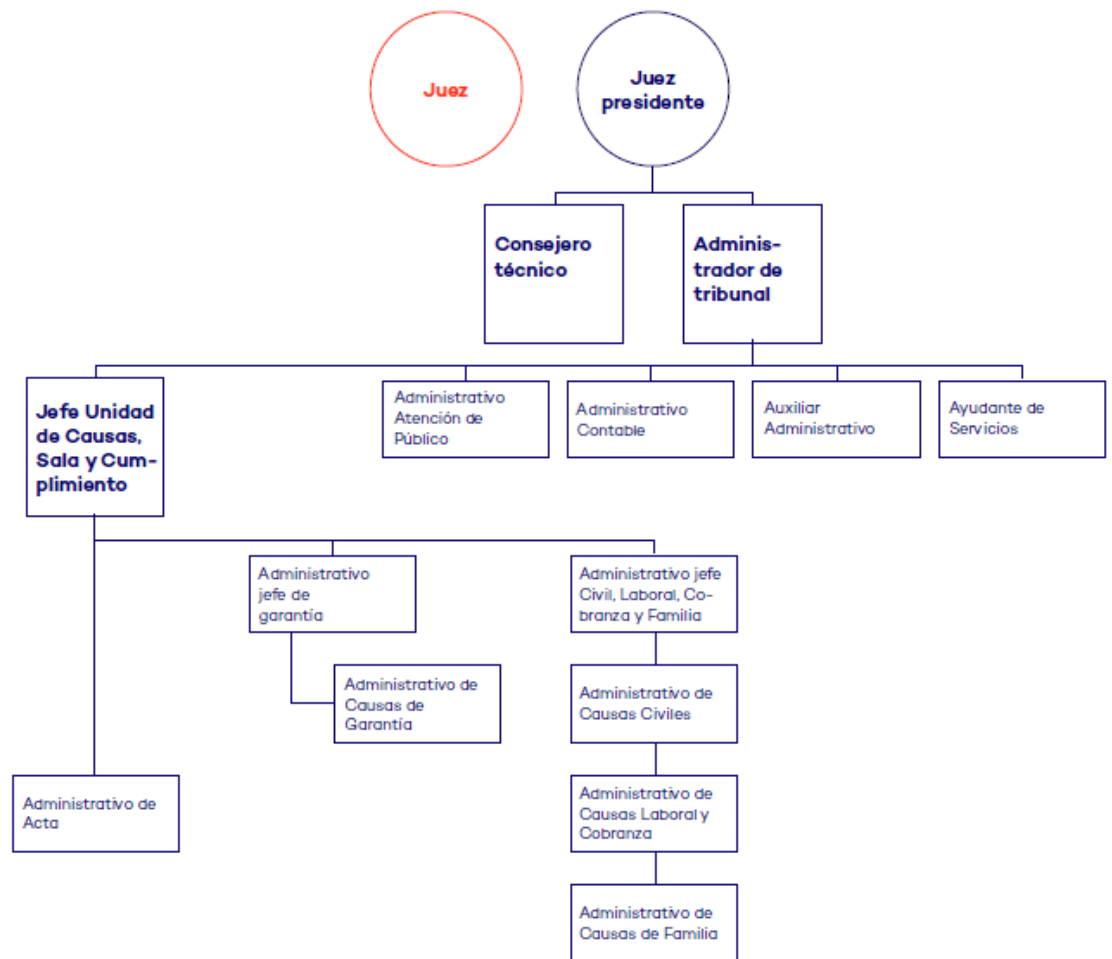 Juez
Juez
presidente
Consejero
técnico
Adminis-
trador de
tribunal
Jefe Unidad
de Causas,
Sala y Cum-
plimiento
Administrativo
Atención de
Público
Administrativo
Contable
Auxiliar
Administrativo
Ayudante de
Servicios
Administrativo
jefe de
garantía
Administrativo jefe
Civil, Laboral, Co-
branza y Familia
Administrativo de
Causas de
Garantía
Administrativo de
Causas Civiles
Administrativo de
Acta
Administrativo de
Causas Laboral y
Cobranza
Administrativo de
Causas de Familia